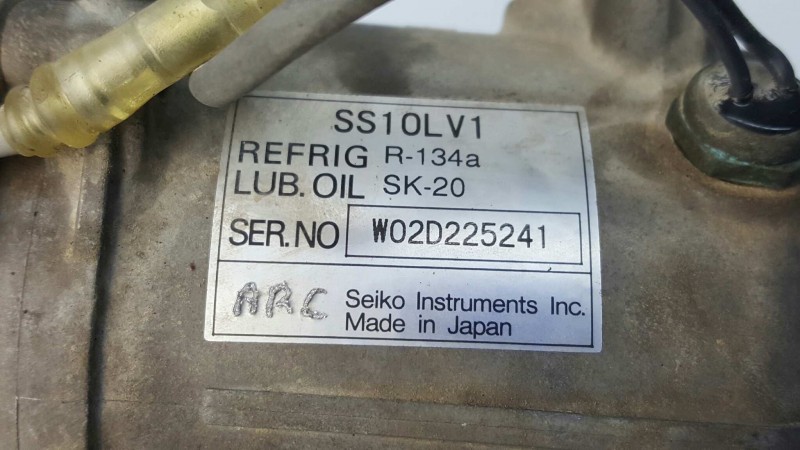 SS10LV1
REFRIG R-134a
LUB. OIL SK-20
SER.NO W02D225241
ARC Seiko Instruments Inc.
Made in Japan